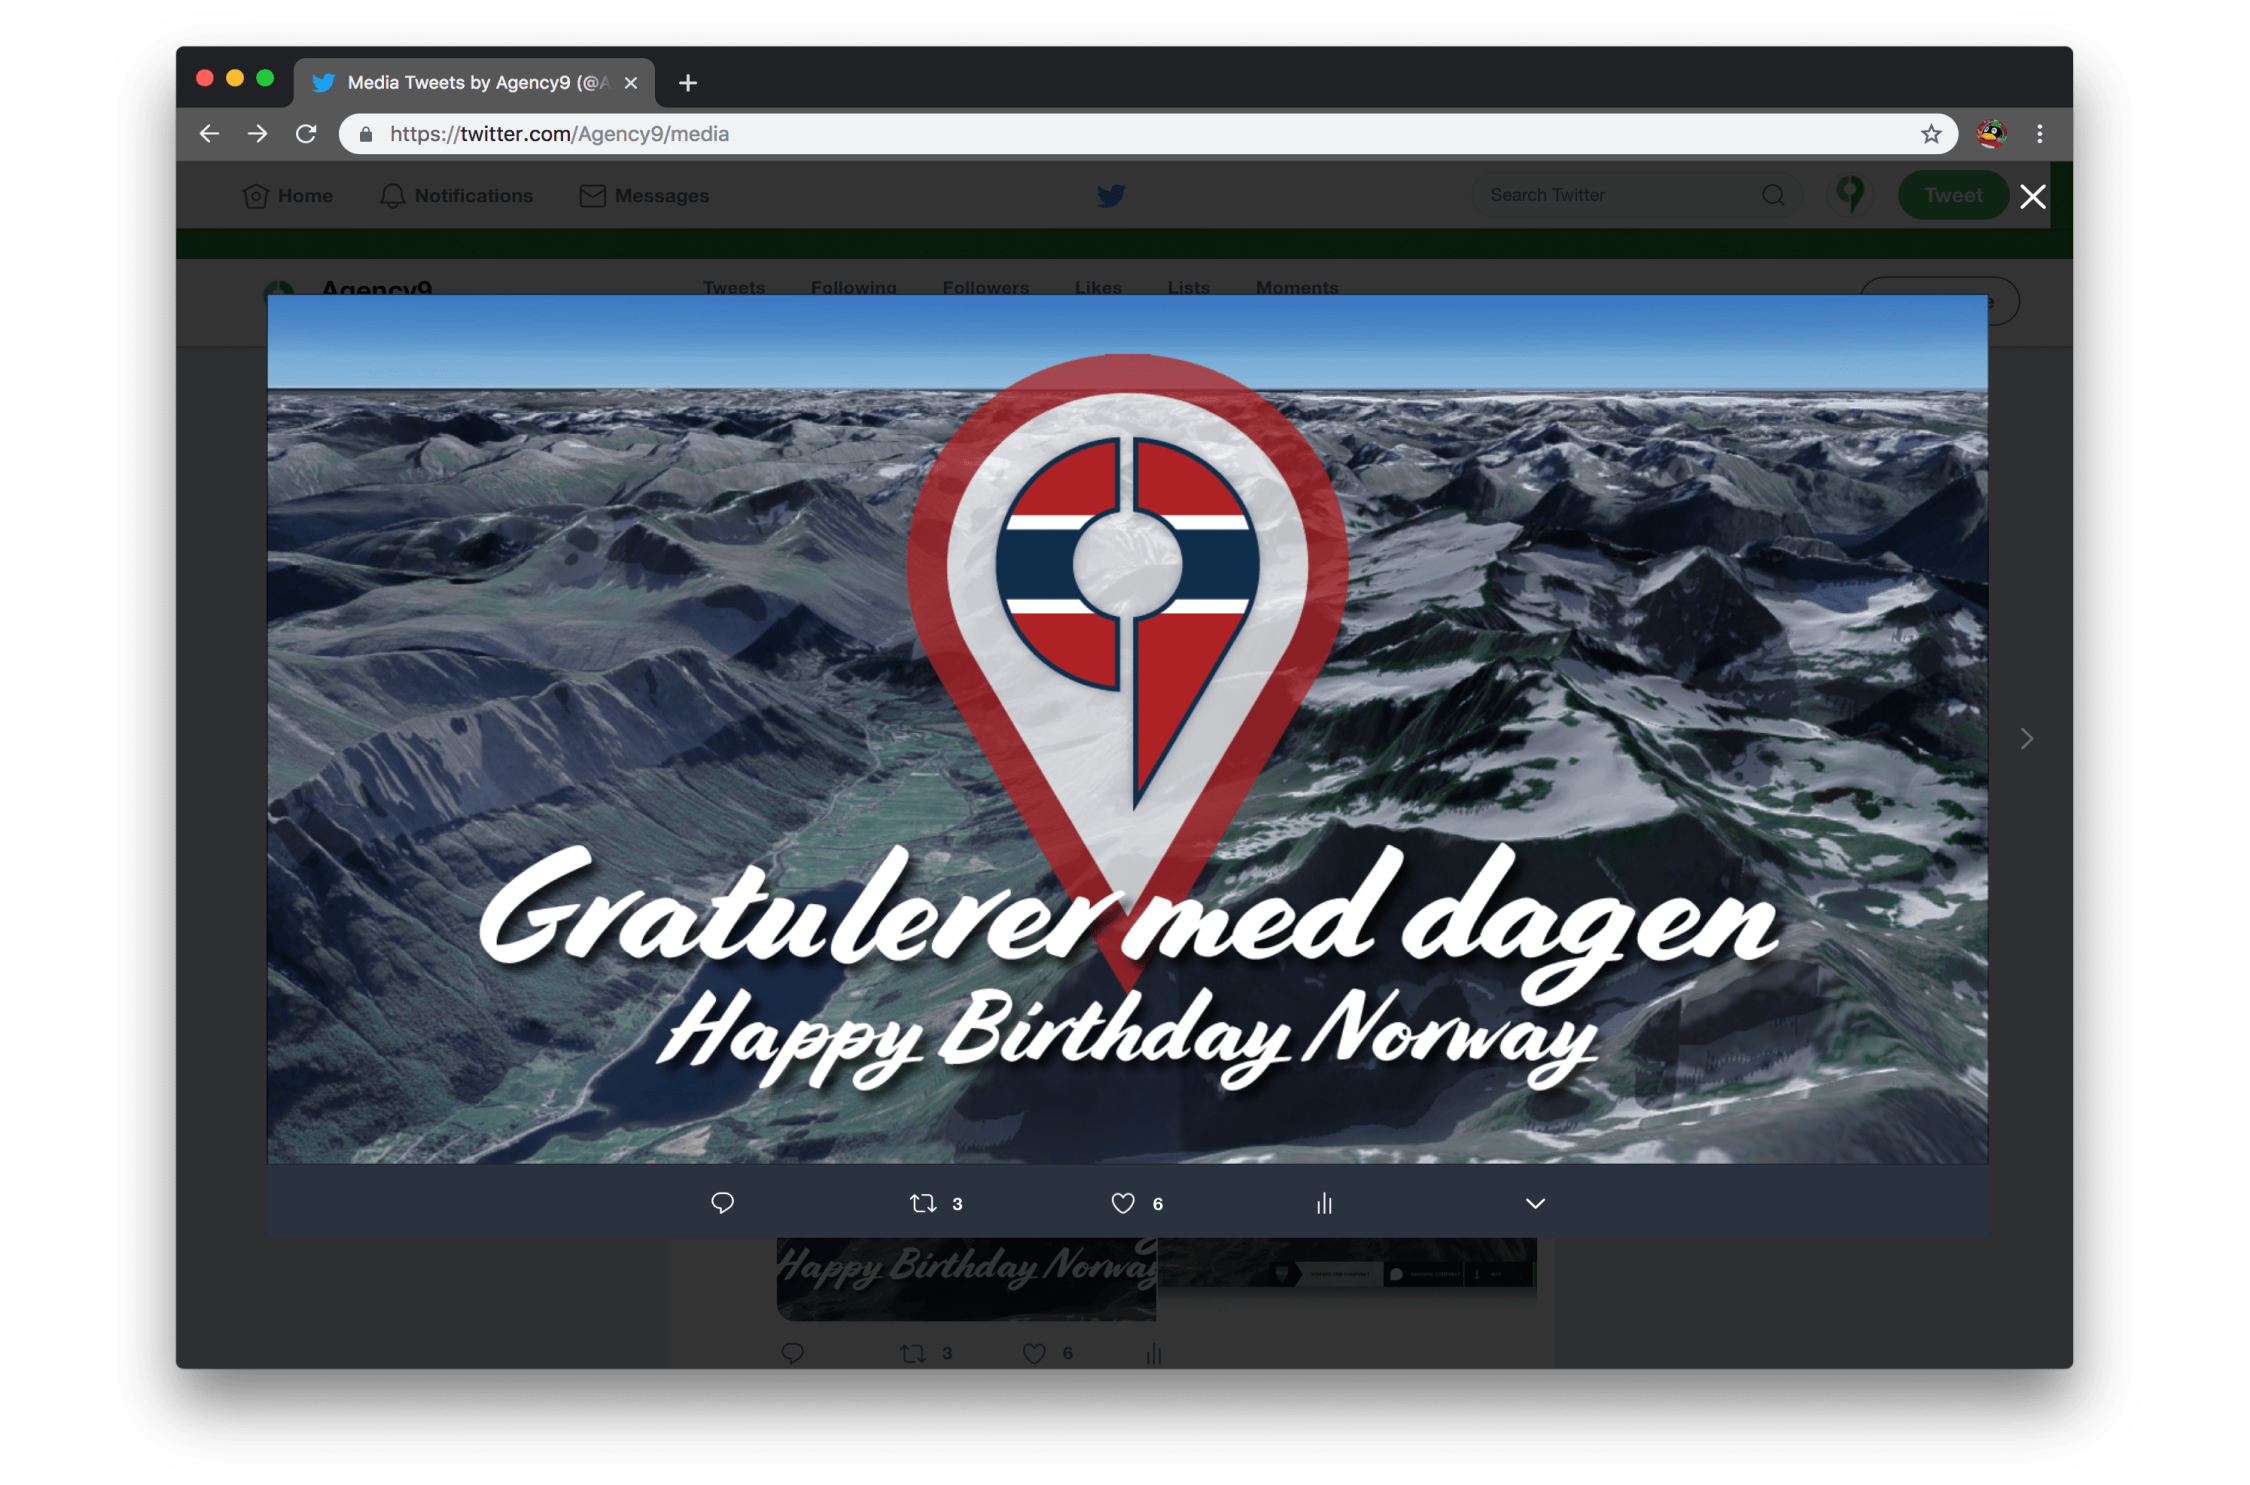 Media Tweets by Agency9 (@A
https://twitter.com/Agency9/media
Home Notifications Messages Search Twitter Tweet
Agency9 Tweets Following Followers Likes Lists Moments
Gratulerer med dagen
Happy Birthday Norway
3 6
Happy Birthday Norway
3 6